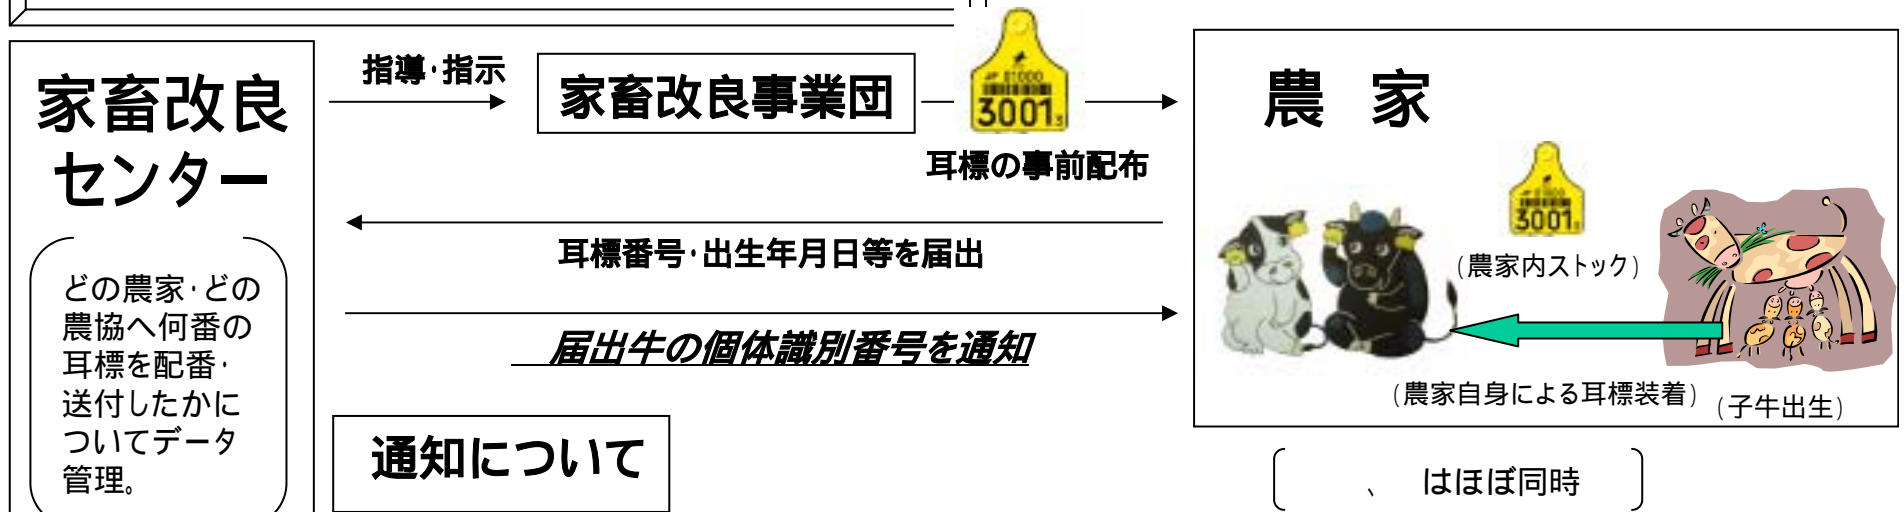 家畜改良
センター
どの農家・どの
農協へ何番の
耳標を配番・
送付したかに
ついてデータ
管理。
指導・指示
家畜改良事業団
01000
3001
耳標の事前配布
耳標番号・出生年月日等を届出
届出牛の個体識別番号を通知
通知について
農 家
3001
(農家内ストック)
(農家自身による耳標装着)
(子牛出生)
、 はほぼ同時